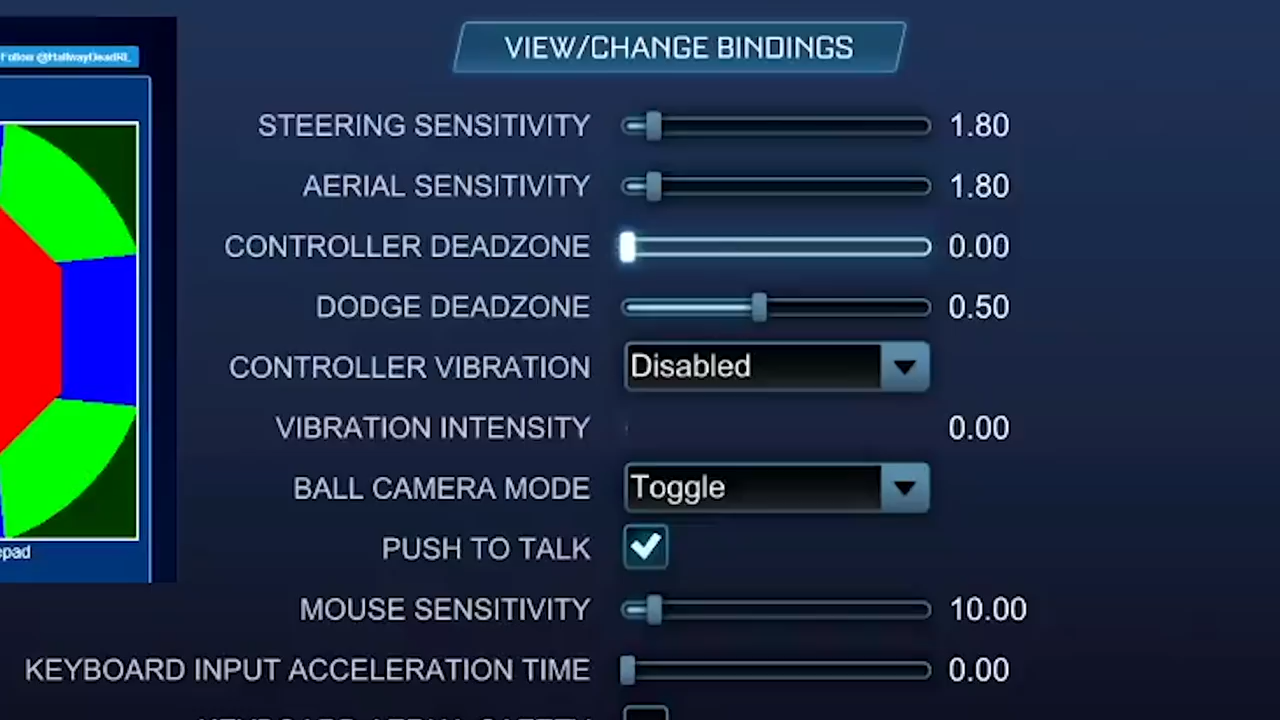 Follow @HalfwayDeadRL
VIEW/CHANGE BINDINGS
STEERING SENSITIVITY 1.80
AERIAL SENSITIVITY 1.80
CONTROLLER DEADZONE 0.00
DODGE DEADZONE 0.50
CONTROLLER VIBRATION Disabled
VIBRATION INTENSITY 0.00
BALL CAMERA MODE Toggle
PUSH TO TALK
epad
MOUSE SENSITIVITY 10.00
KEYBOARD INPUT ACCELERATION TIME 0.00